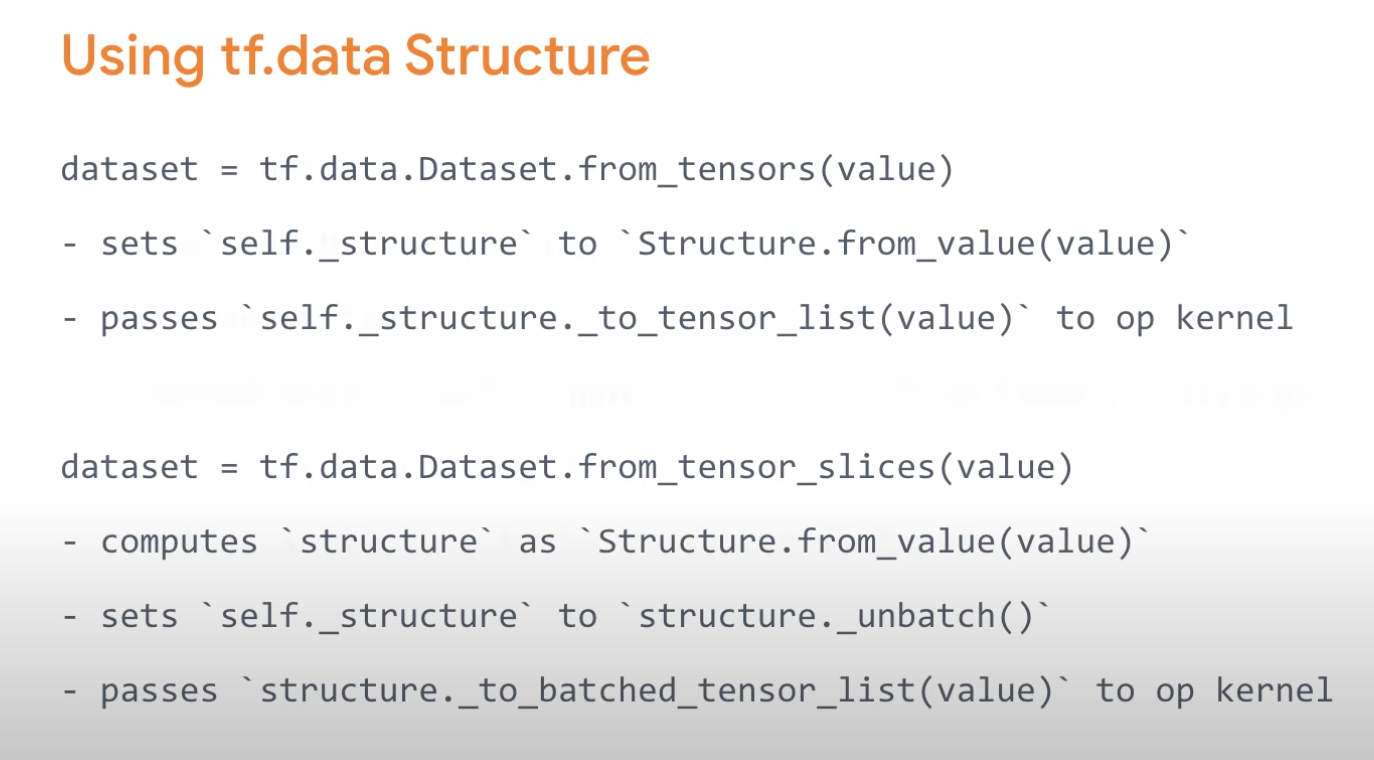 Using tf.data Structure
dataset = tf.data.Dataset.from_tensors(value)
- sets `self._structure` to `Structure.from_value(value)`
- passes `self._structure._to_tensor_list(value)` to op kernel
dataset = tf.data.Dataset.from_tensor_slices(value)
- computes `structure` as `Structure.from_value(value)`
- sets `self._structure` to `structure._unbatch()`
- passes `structure._to_batched_tensor_list(value)` to op kernel